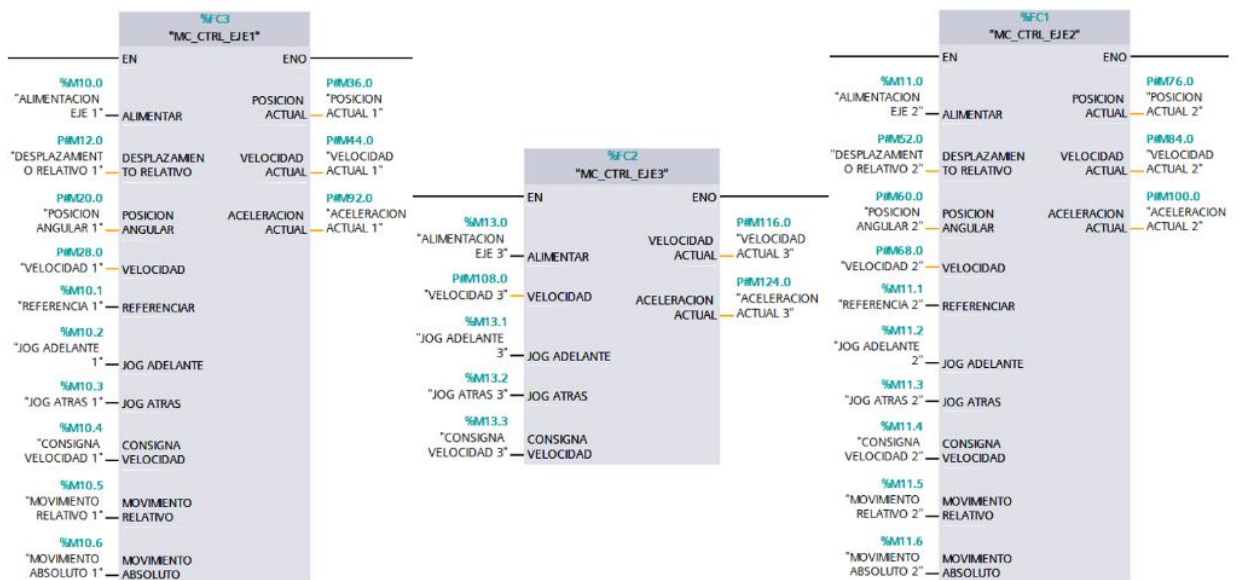 %FC3
"MC_CTRL_EJE1"
EN ENO
%M10.0
"ALIMENTACION
EJE 1"
ALIMENTAR
P#M12.0
"DESPLAZAMIENT
O RELATIVO 1"
DESPLAZAMIEN
TO RELATIVO
P#M20.0
"POSICION
ANGULAR 1"
POSICION
ANGULAR
P#M28.0
"VELOCIDAD 1"
VELOCIDAD
%M10.1
"REFERENCIA 1"
REFERENCIAR
%M10.2
"JOG ADELANTE
1"
JOG ADELANTE
%M10.3
"JOG ATRAS 1"
JOG ATRAS
%M10.4
"CONSIGNA
VELOCIDAD 1"
CONSIGNA
VELOCIDAD
%M10.5
"MOVIMIENTO
RELATIVO 1"
MOVIMIENTO
RELATIVO
%M10.6
"MOVIMIENTO
ABSOLUTO 1"
MOVIMIENTO
ABSOLUTO
POSICION
ACTUAL
P#M36.0
"POSICION
ACTUAL 1"
VELOCIDAD
ACTUAL
P#M44.0
"VELOCIDAD
ACTUAL 1"
ACELERACION
ACTUAL
P#M92.0
"ACELERACION
ACTUAL 1"
%FC2
"MC_CTRL_EJE3"
EN ENO
%M13.0
"ALIMENTACION
EJE 3"
ALIMENTAR
P#M108.0
"VELOCIDAD 3"
VELOCIDAD
%M13.1
"JOG ADELANTE
3"
JOG ADELANTE
%M13.2
"JOG ATRAS 3"
JOG ATRAS
%M13.3
"CONSIGNA
VELOCIDAD 3"
CONSIGNA
VELOCIDAD
VELOCIDAD
ACTUAL
P#M116.0
"VELOCIDAD
ACTUAL 3"
ACELERACION
ACTUAL
P#M124.0
"ACELERACION
ACTUAL 3"
%FC1
"MC_CTRL_EJE2"
EN ENO
%M11.0
"ALIMENTACION
EJE 2"
ALIMENTAR
P#M52.0
"DESPLAZAMIENT
O RELATIVO 2"
DESPLAZAMIEN
TO RELATIVO
P#M60.0
"POSICION
ANGULAR 2"
POSICION
ANGULAR
P#M68.0
"VELOCIDAD 2"
VELOCIDAD
%M11.1
"REFERENCIA 2"
REFERENCIAR
%M11.2
"JOG ADELANTE
2"
JOG ADELANTE
%M11.3
"JOG ATRAS 2"
JOG ATRAS
%M11.4
"CONSIGNA
VELOCIDAD 2"
CONSIGNA
VELOCIDAD
%M11.5
"MOVIMIENTO
RELATIVO 2"
MOVIMIENTO
RELATIVO
%M11.6
"MOVIMIENTO
ABSOLUTO 2"
MOVIMIENTO
ABSOLUTO
POSICION
ACTUAL
P#M76.0
"POSICION
ACTUAL 2"
VELOCIDAD
ACTUAL
P#M84.0
"VELOCIDAD
ACTUAL 2"
ACELERACION
ACTUAL
P#M100.0
"ACELERACION
ACTUAL 2"